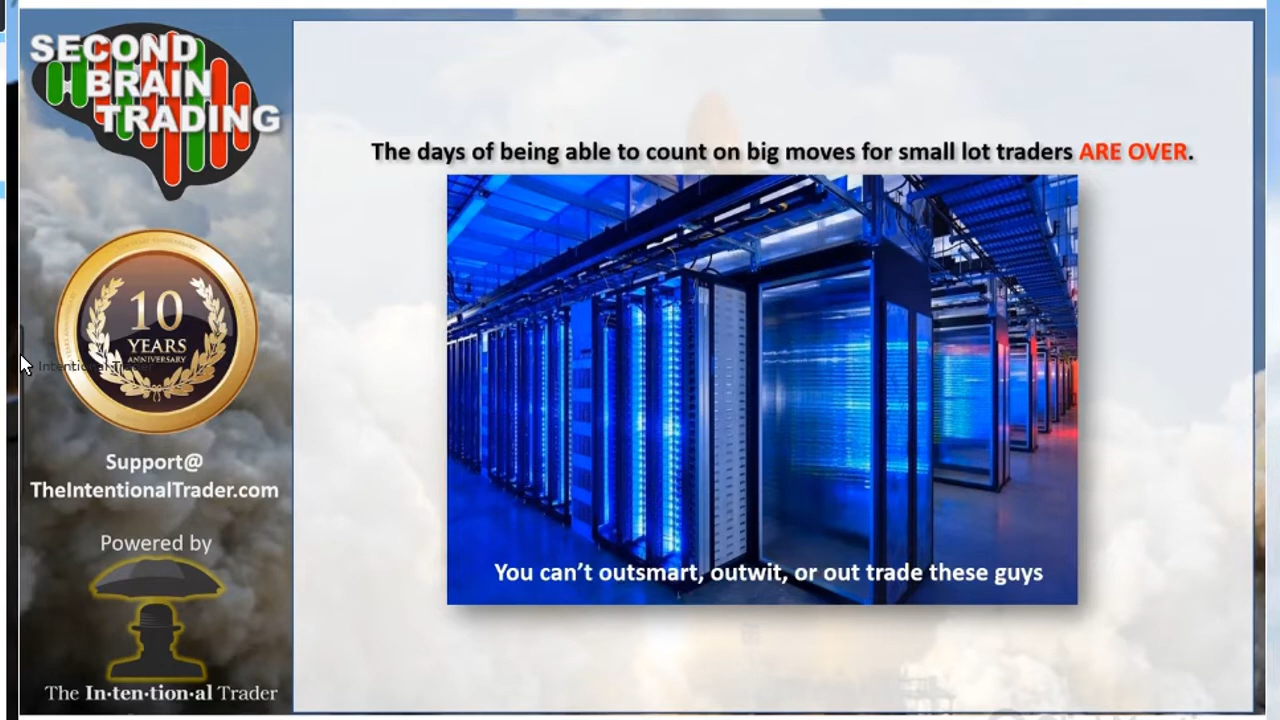 SECOND
BRAIN
TRADING
10
YEARS
ANNIVERSARY
Intentional Trader
Support@
TheIntentionalTrader.com
Powered by
The In·ten·tion·al Trader
The days of being able to count on big moves for small lot traders ARE OVER.
You can't outsmart, outwit, or out trade these guys